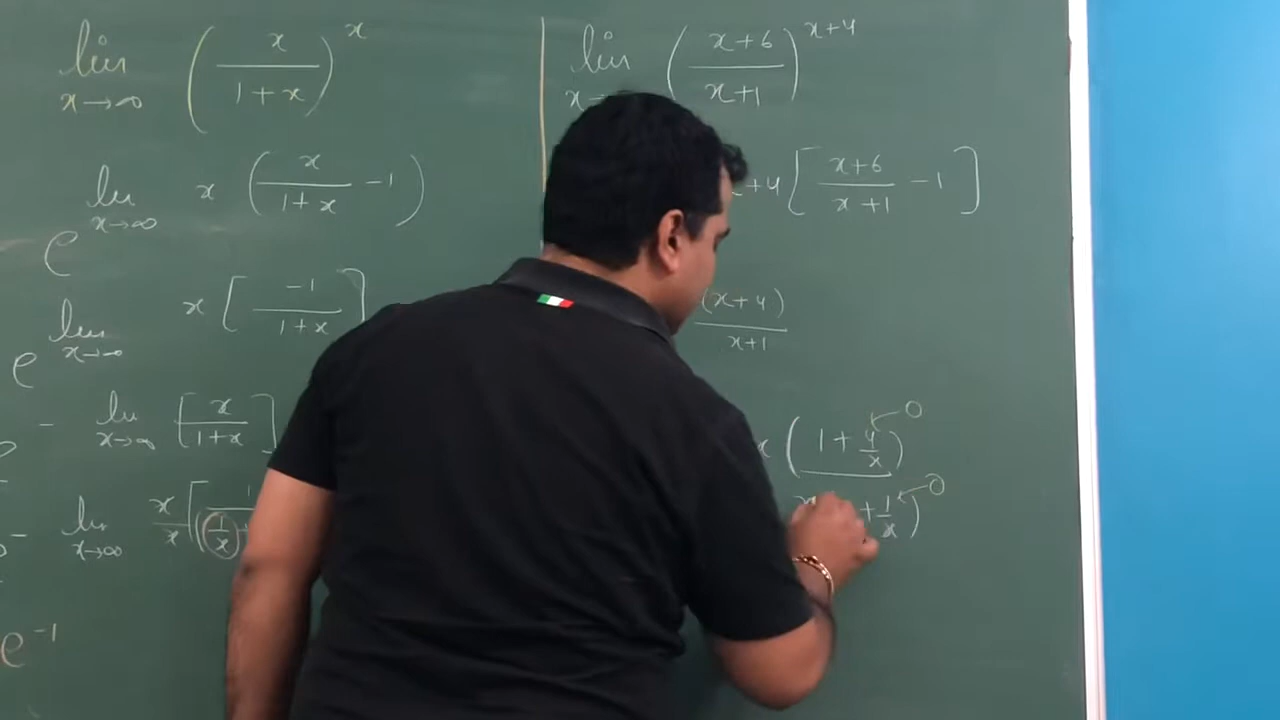 lim x→∞ ( x / 1+x )^x
lim x→∞ x ( x / 1+x −1 )
e
lim x→∞ x [ −1 / 1+x ]
e
− lim x→∞ [ x / 1+x ]
− lim x→∞ x / x [ 1 / ( 1/x +
e^−1
lim x→ ( x+6 / x+1 )^x+4
x+4 [ x+6 / x+1 −1 ]
(x+4) / x+1
x ( 1 + 4/x ) 0
x + 1/x ) 0